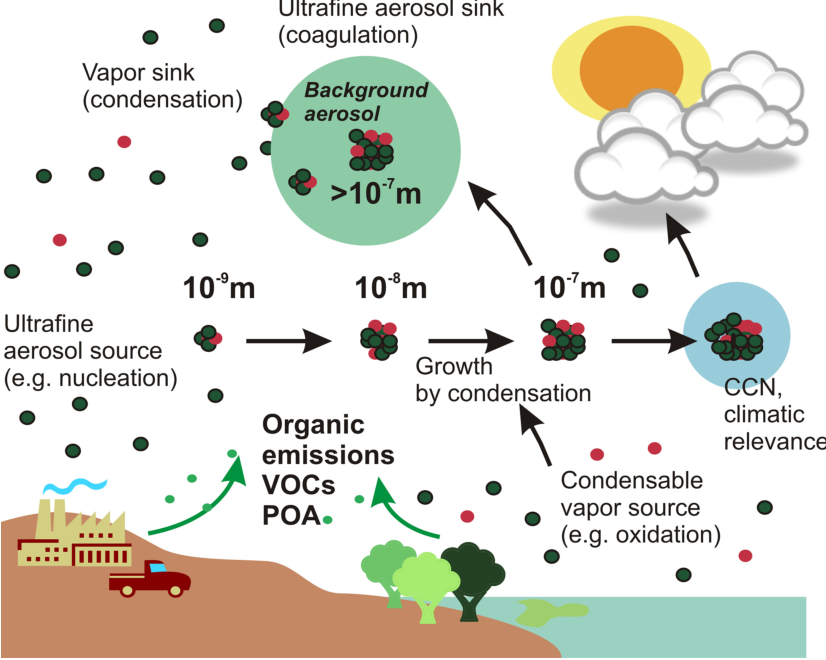 Ultrafine aerosol sink
(coagulation)
Vapor sink
(condensation)
Background
aerosol
>10⁻⁷m
10⁻⁹m
10⁻⁸m
10⁻⁷m
Ultrafine
aerosol source
(e.g. nucleation)
Growth
by condensation
CCN,
climatic
relevance
Organic
emissions
VOCs
POA
Condensable
vapor source
(e.g. oxidation)